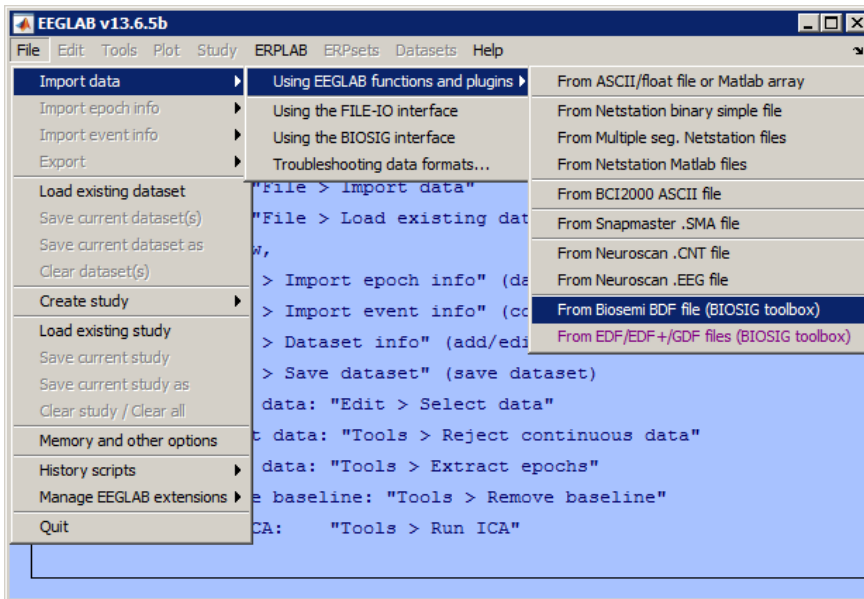 EEGLAB v13.6.5b
File Edit Tools Plot Study ERPLAB ERPsets Datasets Help
Import data
Import epoch info
Import event info
Export
Load existing dataset
Save current dataset(s)
Save current dataset as
Clear dataset(s)
Create study
Load existing study
Save current study
Save current study as
Clear study / Clear all
Memory and other options
History scripts
Manage EEGLAB extensions
Quit
Using EEGLAB functions and plugins
Using the FILE-IO interface
Using the BIOSIG interface
Troubleshooting data formats...
From ASCII/float file or Matlab array
From Netstation binary simple file
From Multiple seg. Netstation files
From Netstation Matlab files
From BCI2000 ASCII file
From Snapmaster .SMA file
From Neuroscan .CNT file
From Neuroscan .EEG file
From Biosemi BDF file (BIOSIG toolbox)
From EDF/EDF+/GDF files (BIOSIG toolbox)
"File > Import data"
"File > Load existing dat
w,
> Import epoch info" (da
> Import event info" (co
> Dataset info" (add/edi
> Save dataset" (save dataset)
data: "Edit > Select data"
t data: "Tools > Reject continuous data"
data: "Tools > Extract epochs"
e baseline: "Tools > Remove baseline"
CA: "Tools > Run ICA"